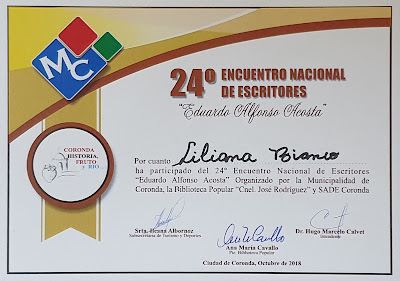 MC
24º ENCUENTRO NACIONAL
DE ESCRITORES
"Eduardo Alfonso Acosta"
CORONDA
HISTORIA,
FRUTO
y RIO
Por cuanto Liliana Bianco
ha participado del 24º Encuentro Nacional de Escritores
"Eduardo Alfonso Acosta" Organizado por la Municipalidad de
Coronda, la Biblioteca Popular "Cnel. José Rodríguez" y SADE Coronda
Srta. Ileana Albornoz
Subsecretaria de Turismo y Deportes
Ana María Cavallo
Pte. Biblioteca Popular
Dr. Hugo Marcelo Calvet
Intendente
Ciudad de Coronda, Octubre de 2018